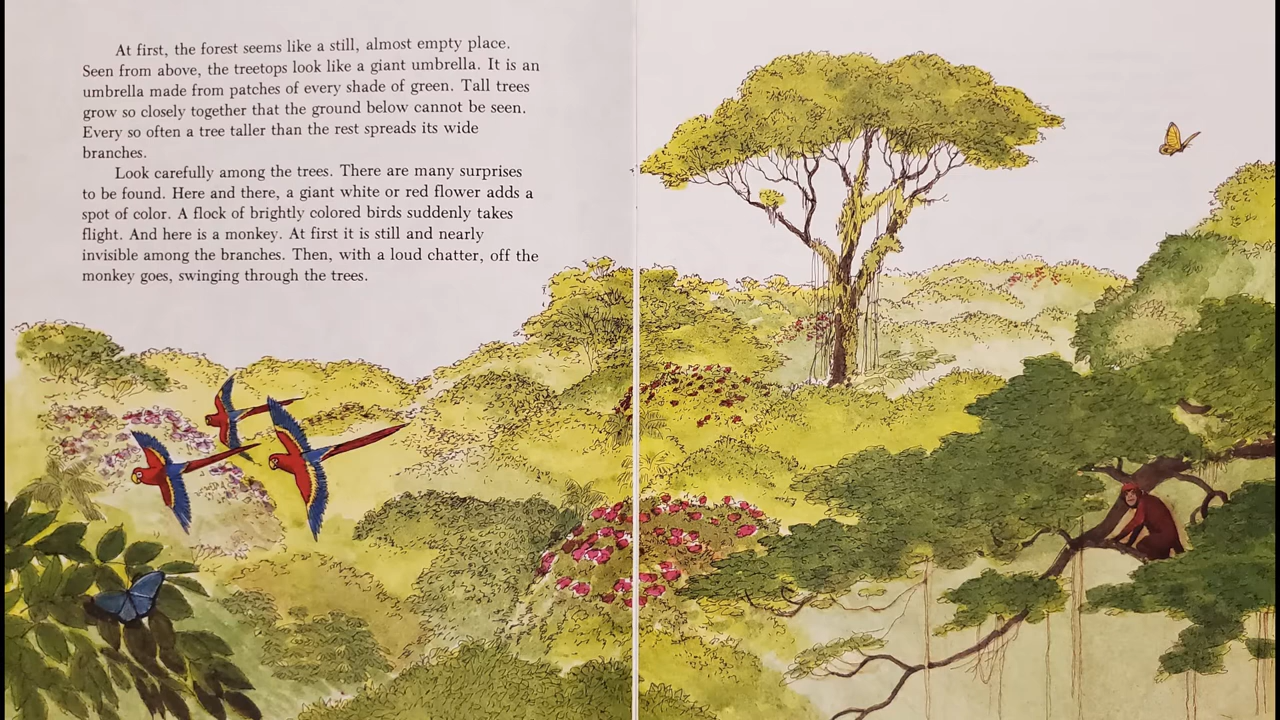 At first, the forest seems like a still, almost empty place.
Seen from above, the treetops look like a giant umbrella. It is an
umbrella made from patches of every shade of green. Tall trees
grow so closely together that the ground below cannot be seen.
Every so often a tree taller than the rest spreads its wide
branches.
Look carefully among the trees. There are many surprises
to be found. Here and there, a giant white or red flower adds a
spot of color. A flock of brightly colored birds suddenly takes
flight. And here is a monkey. At first it is still and nearly
invisible among the branches. Then, with a loud chatter, off the
monkey goes, swinging through the trees.